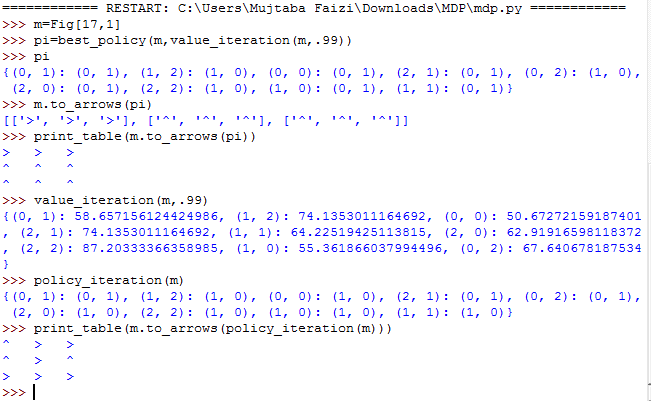 ============ RESTART: C:\Users\Mujtaba Faizi\Downloads\MDP\mdp.py ============
>>> m=Fig[17,1]
>>> pi=best_policy(m,value_iteration(m,.99))
>>> pi
{(0, 1): (0, 1), (1, 2): (1, 0), (0, 0): (0, 1), (2, 1): (0, 1), (0, 2): (1, 0),
 (2, 0): (0, 1), (2, 2): (1, 0), (1, 0): (0, 1), (1, 1): (0, 1)}
>>> m.to_arrows(pi)
[['>', '>', '>'], ['^', '^', '^'], ['^', '^', '^']]
>>> print_table(m.to_arrows(pi))
>   >   >
^   ^   ^
^   ^   ^
>>> value_iteration(m,.99)
{(0, 1): 58.657156124424986, (1, 2): 74.1353011164692, (0, 0): 50.67272159187401
, (2, 1): 74.1353011164692, (1, 1): 64.22519425113815, (2, 0): 62.91916598118372
, (2, 2): 87.20333366358985, (1, 0): 55.361866037994496, (0, 2): 67.640678187534
}
>>> policy_iteration(m)
{(0, 1): (0, 1), (1, 2): (1, 0), (0, 0): (1, 0), (2, 1): (0, 1), (0, 2): (0, 1),
 (2, 0): (1, 0), (2, 2): (1, 0), (1, 0): (1, 0), (1, 1): (1, 0)}
>>> print_table(m.to_arrows(policy_iteration(m)))
^   >   >
^   >   ^
>   >   >
>>>